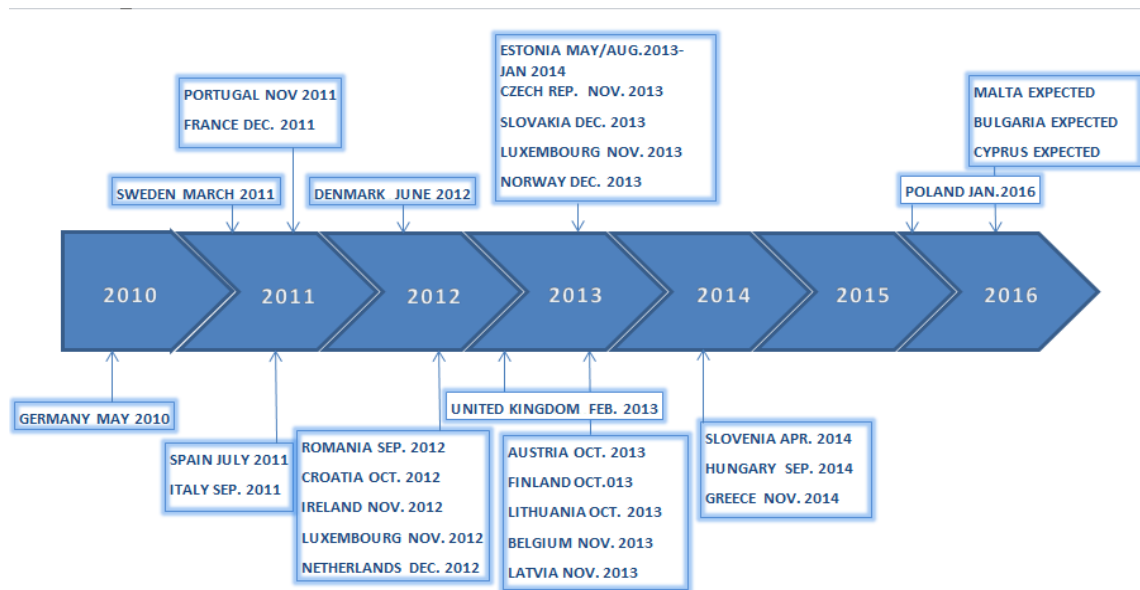 ESTONIA MAY/AUG.2013-
JAN 2014
CZECH REP. NOV. 2013
SLOVAKIA DEC. 2013
LUXEMBOURG NOV. 2013
NORWAY DEC. 2013
PORTUGAL NOV 2011
FRANCE DEC. 2011
MALTA EXPECTED
BULGARIA EXPECTED
CYPRUS EXPECTED
SWEDEN MARCH 2011
DENMARK JUNE 2012
POLAND JAN.2016
2010
2011
2012
2013
2014
2015
2016
GERMANY MAY 2010
UNITED KINGDOM FEB. 2013
SPAIN JULY 2011
ITALY SEP. 2011
ROMANIA SEP. 2012
CROATIA OCT. 2012
IRELAND NOV. 2012
LUXEMBOURG NOV. 2012
NETHERLANDS DEC. 2012
AUSTRIA OCT. 2013
FINLAND OCT.013
LITHUANIA OCT. 2013
BELGIUM NOV. 2013
LATVIA NOV. 2013
SLOVENIA APR. 2014
HUNGARY SEP. 2014
GREECE NOV. 2014